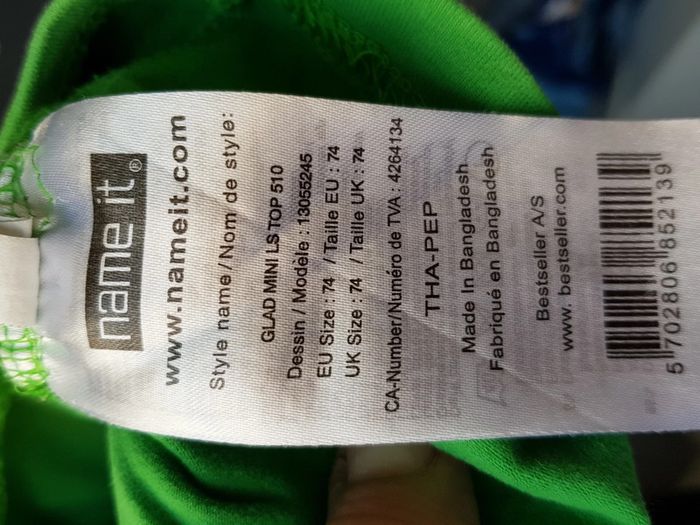 name it®
www.nameit.com
Style name/Nom de style:
GLAD MINI LS TOP 510
Dessin / Modèle : 13055245
EU Size : 74 / Taille EU : 74
UK Size : 74 / Taille UK : 74
CA-Number/Numéro de TVA : 4264134
THA-PEP
Made In Bangladesh
Fabriqué en Bangladesh
Bestseller A/S
www.bestseller.com
5 702806 852139